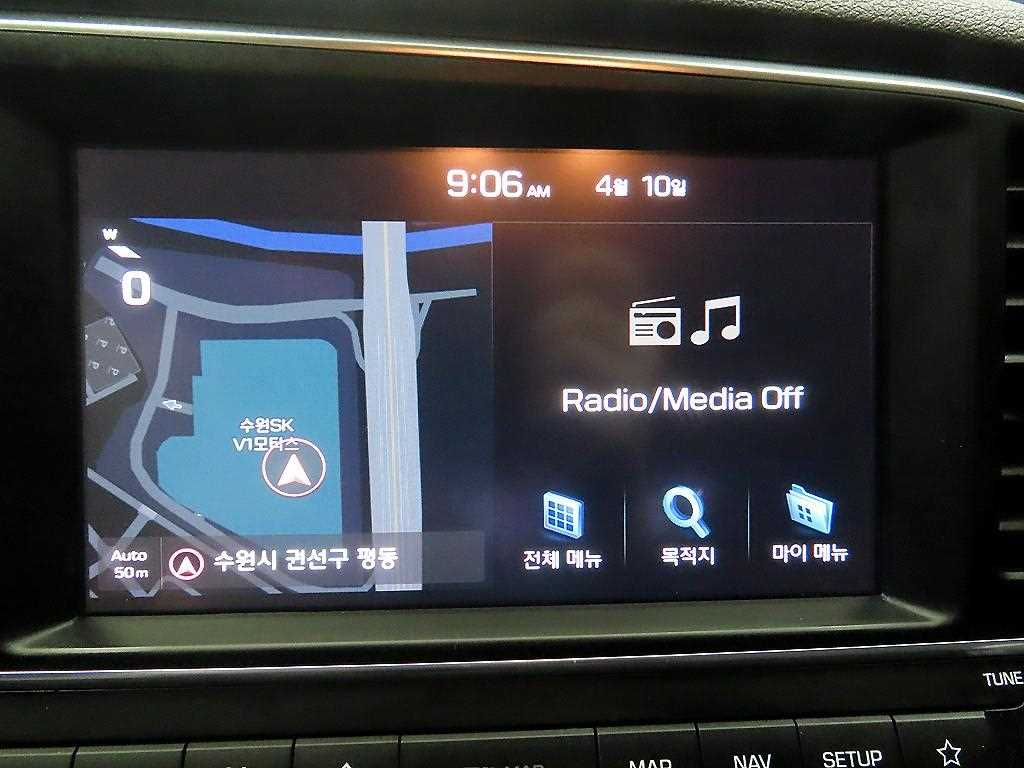 9:06 AM 4월 10일
W
0
P P
P P P
Radio/Media Off
수원SK
V1모터스
전체 메뉴 목적지 마이 메뉴
Auto
50m
수원시 권선구 평동
TUNE
MAP NAV SETUP